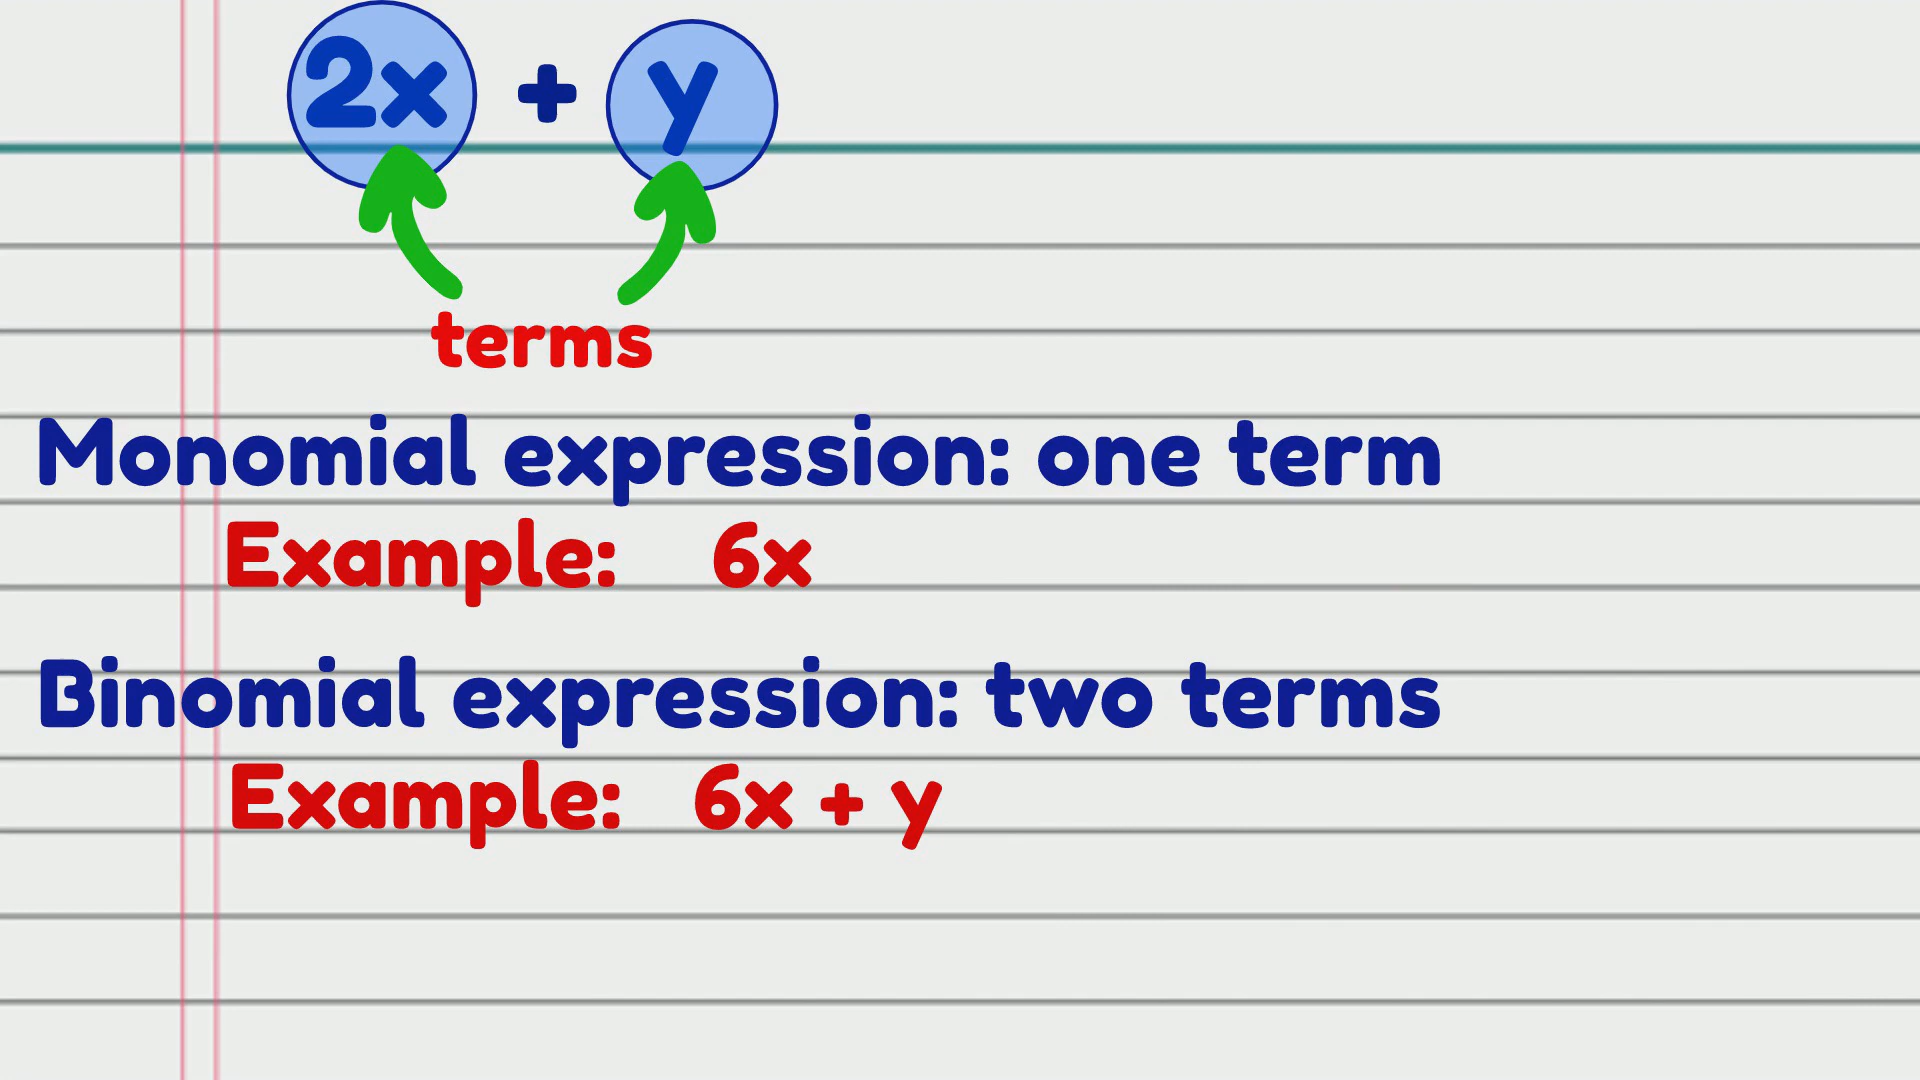 2x + y
terms
Monomial expression: one term
Example: 6x
Binomial expression: two terms
Example: 6x + y